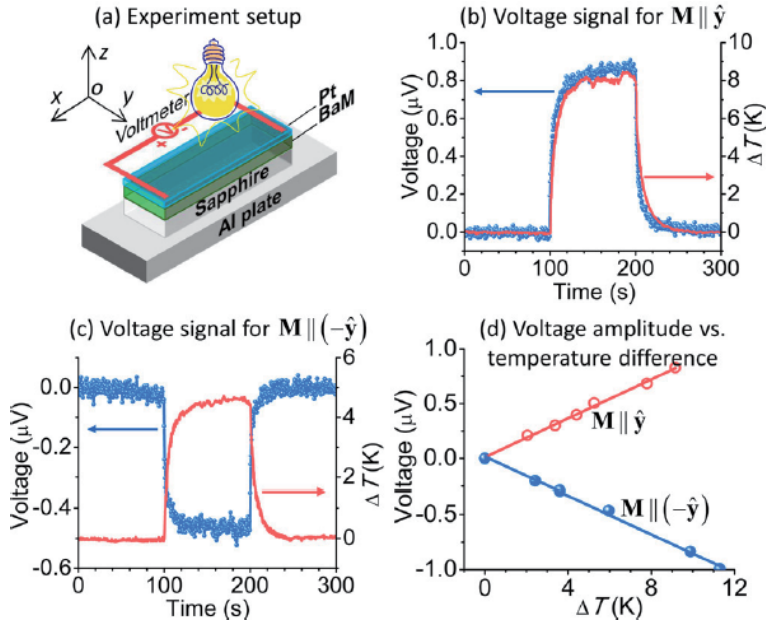 (a) Experiment setup
z
o
x
y
Voltmeter
+
-
Pt
BaM
Sapphire
Al plate
(b) Voltage signal for M ∥ ŷ
Voltage (μV)
1.0
0.8
0.6
0.4
0.2
0.0
10
8
6
4
2
0
ΔT(K)
0 100 200 300
Time (s)
(c) Voltage signal for M ∥ (−ŷ)
Voltage (μV)
0.0
-0.2
-0.4
-0.6
6
4
2
0
ΔT(K)
0 100 200 300
Time (s)
(d) Voltage amplitude vs.
temperature difference
Voltage (μV)
1.0
0.5
0.0
-0.5
-1.0
M ∥ ŷ
M ∥ (−ŷ)
0 4 8 12
ΔT(K)